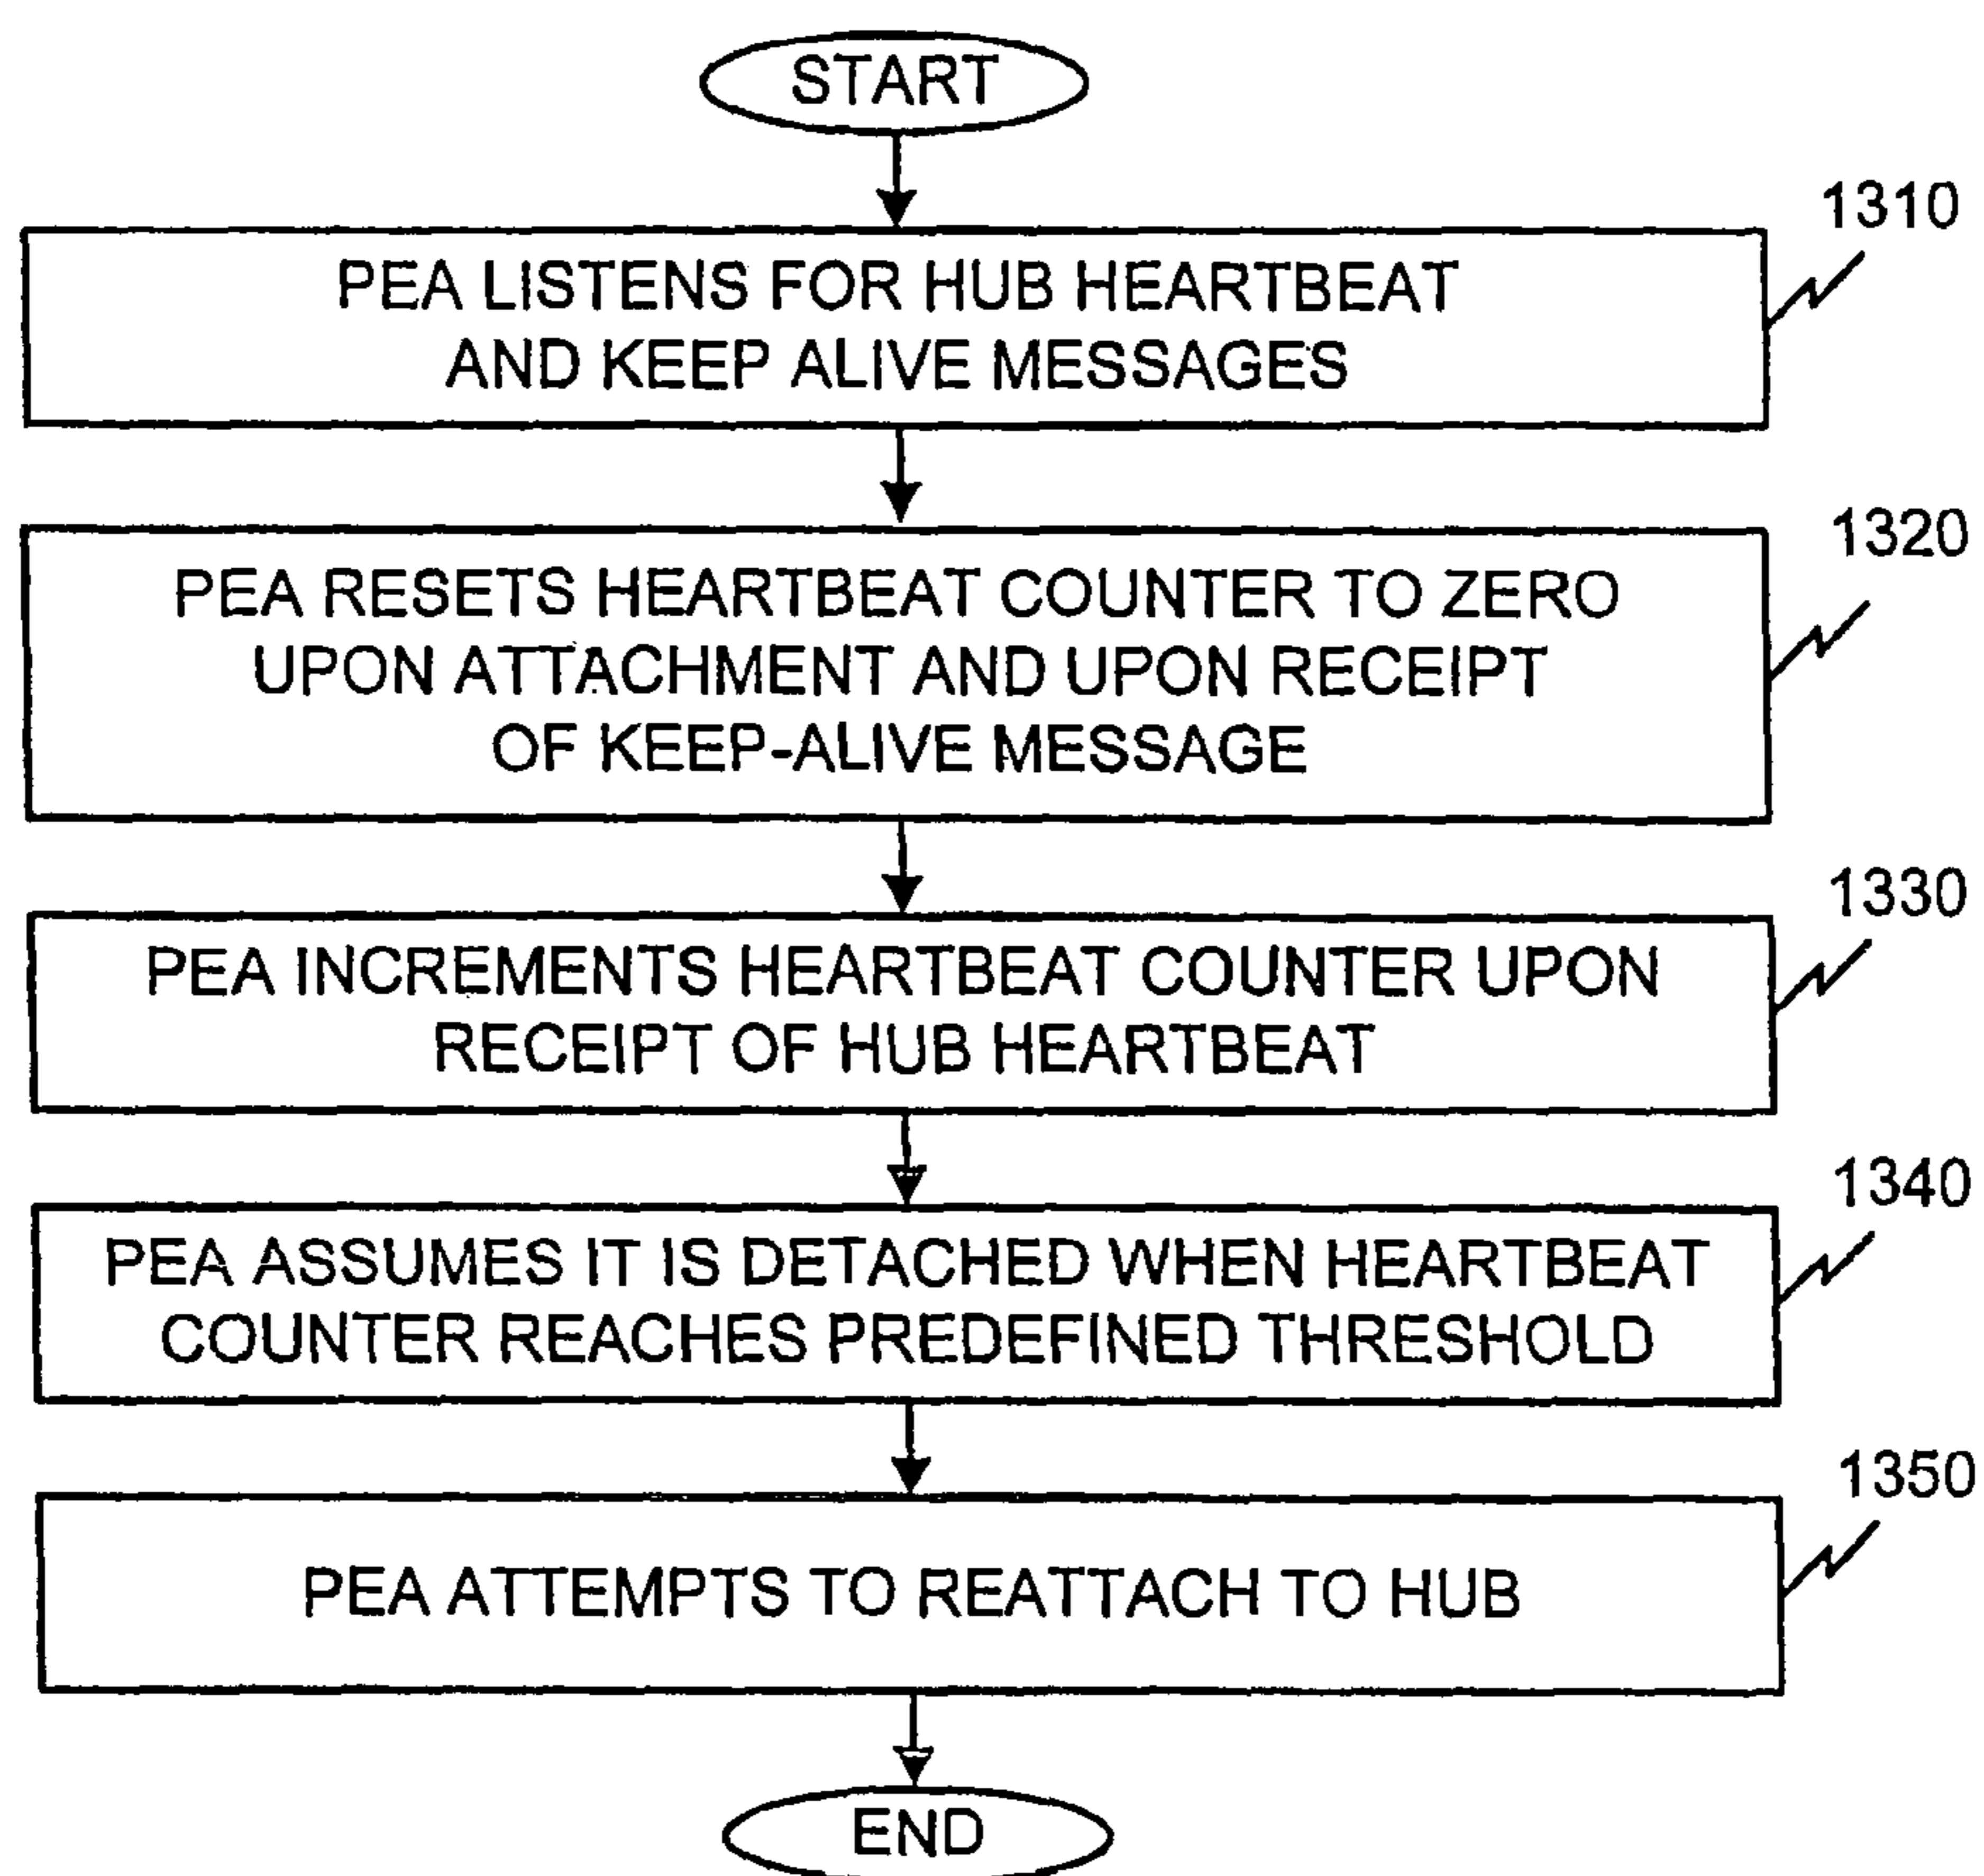 START
1310
PEA LISTENS FOR HUB HEARTBEAT
AND KEEP ALIVE MESSAGES
1320
PEA RESETS HEARTBEAT COUNTER TO ZERO
UPON ATTACHMENT AND UPON RECEIPT
OF KEEP-ALIVE MESSAGE
1330
PEA INCREMENTS HEARTBEAT COUNTER UPON
RECEIPT OF HUB HEARTBEAT
1340
PEA ASSUMES IT IS DETACHED WHEN HEARTBEAT
COUNTER REACHES PREDEFINED THRESHOLD
1350
PEA ATTEMPTS TO REATTACH TO HUB
END